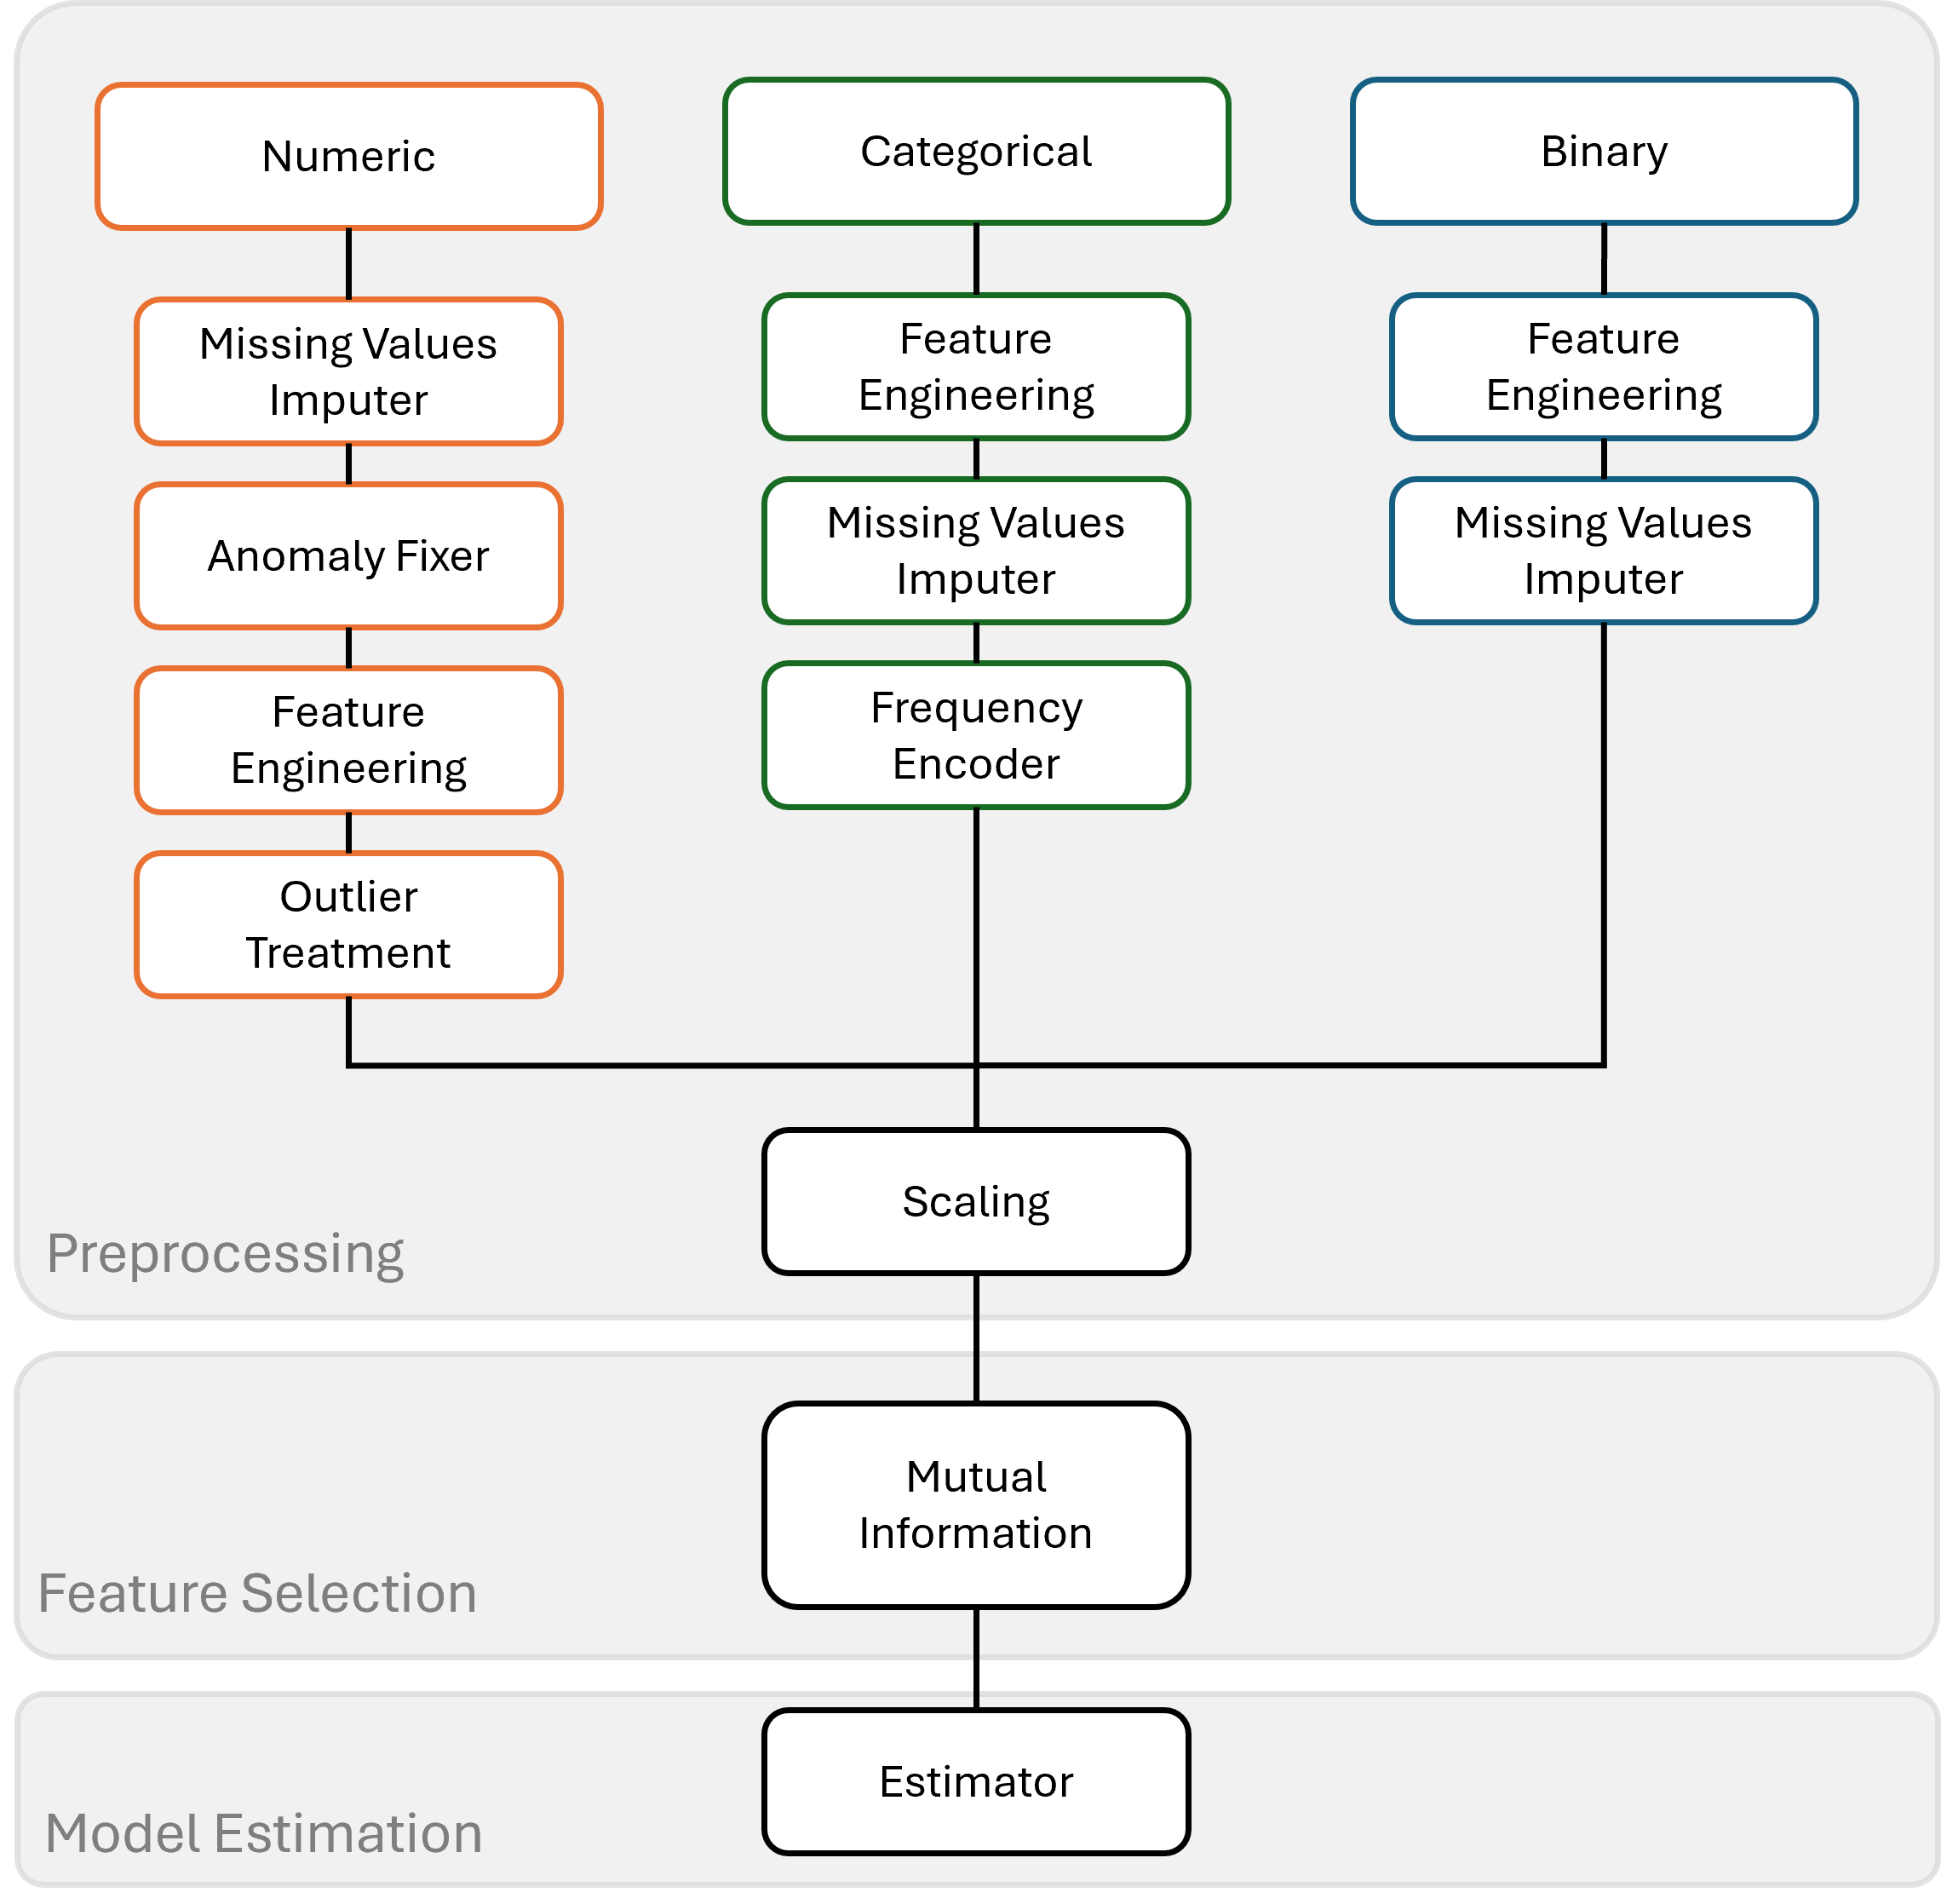 Numeric
Categorical
Binary
Missing Values
Imputer
Anomaly Fixer
Feature
Engineering
Outlier
Treatment
Feature
Engineering
Missing Values
Imputer
Frequency
Encoder
Feature
Engineering
Missing Values
Imputer
Scaling
Preprocessing
Mutual
Information
Feature Selection
Estimator
Model Estimation